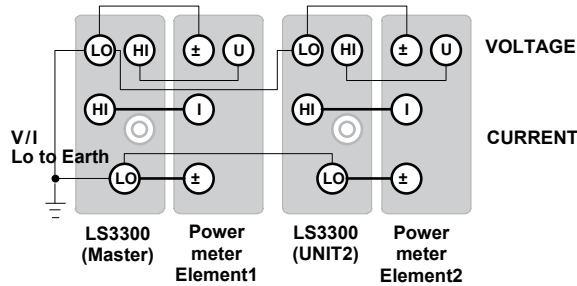 LO HI ± U LO HI ± U VOLTAGE
HI I HI I
V/I
Lo to Earth
CURRENT
LO ± LO ±
LS3300 Power LS3300 Power
(Master) meter (UNIT2) meter
Element1 Element2